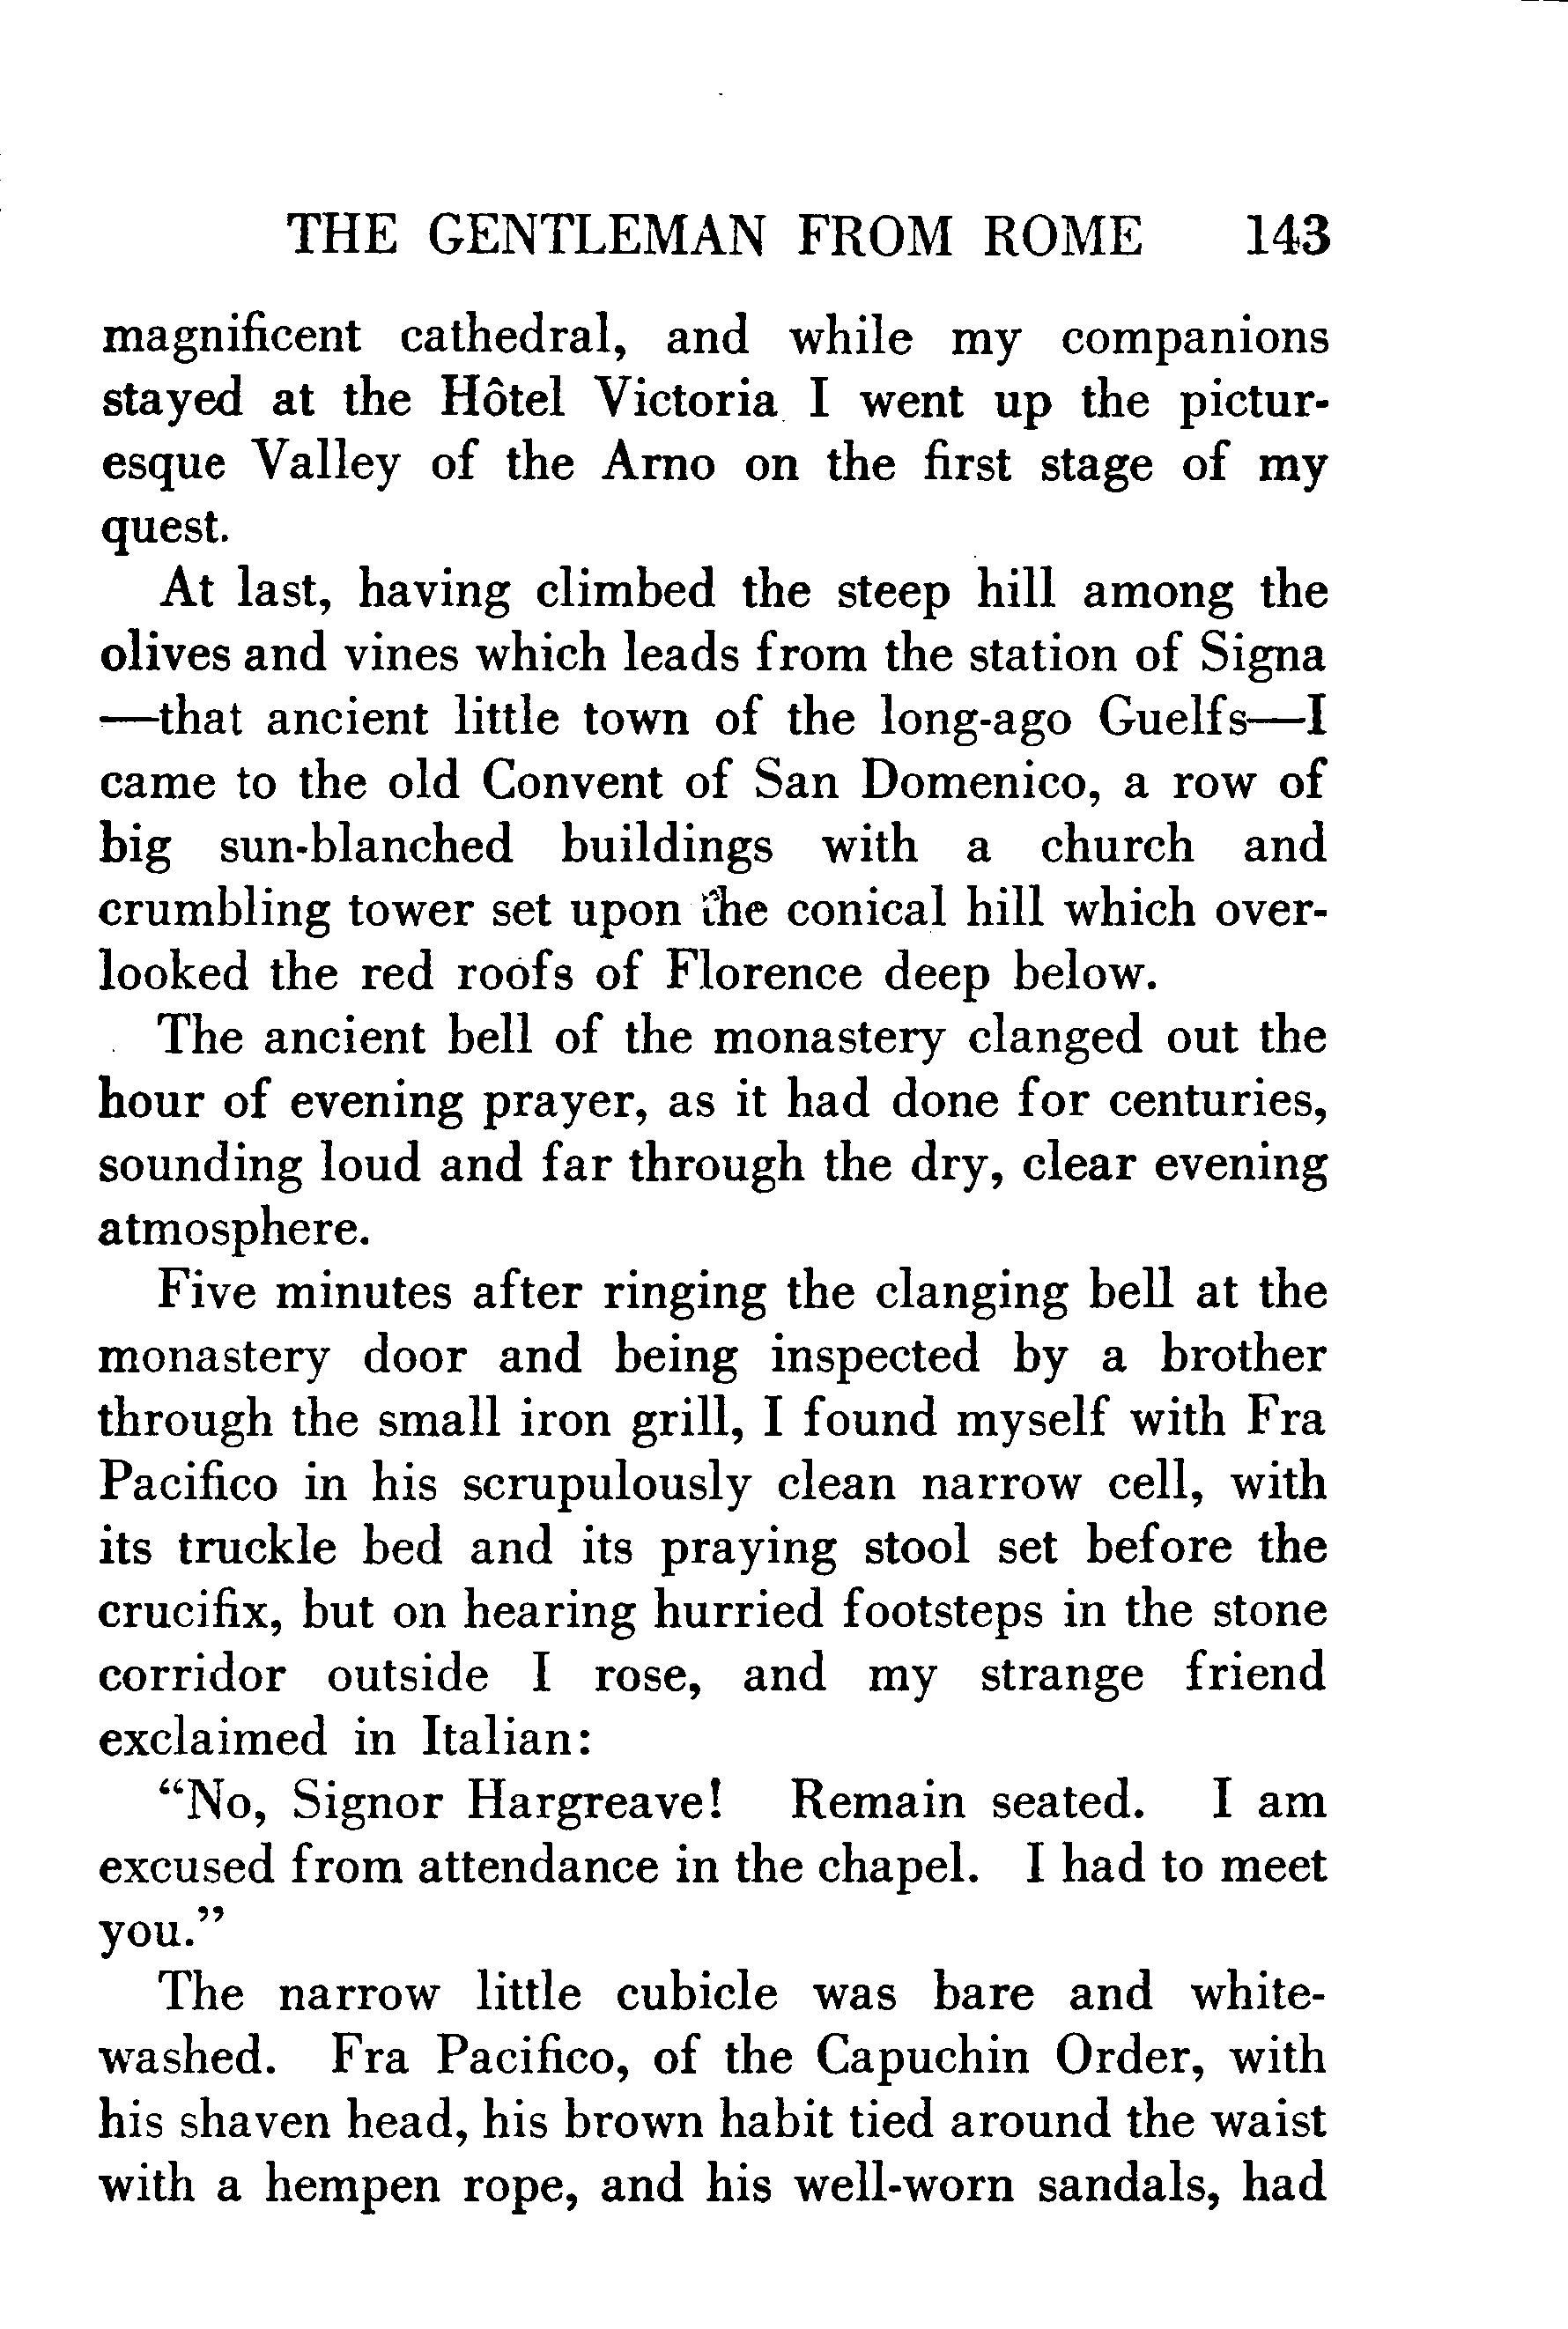 THE GENTLEMAN FROM ROME 143
magnificent cathedral, and while my companions
stayed at the Hôtel Victoria I went up the pictur-
esque Valley of the Arno on the first stage of my
quest.
At last, having climbed the steep hill among the
olives and vines which leads from the station of Signa
—that ancient little town of the long-ago Guelfs—I
came to the old Convent of San Domenico, a row of
big sun-blanched buildings with a church and
crumbling tower set upon the conical hill which over-
looked the red roofs of Florence deep below.
The ancient bell of the monastery clanged out the
hour of evening prayer, as it had done for centuries,
sounding loud and far through the dry, clear evening
atmosphere.
Five minutes after ringing the clanging bell at the
monastery door and being inspected by a brother
through the small iron grill, I found myself with Fra
Pacifico in his scrupulously clean narrow cell, with
its truckle bed and its praying stool set before the
crucifix, but on hearing hurried footsteps in the stone
corridor outside I rose, and my strange friend
exclaimed in Italian:
“No, Signor Hargreave! Remain seated. I am
excused from attendance in the chapel. I had to meet
you.”
The narrow little cubicle was bare and white-
washed. Fra Pacifico, of the Capuchin Order, with
his shaven head, his brown habit tied around the waist
with a hempen rope, and his well-worn sandals, had